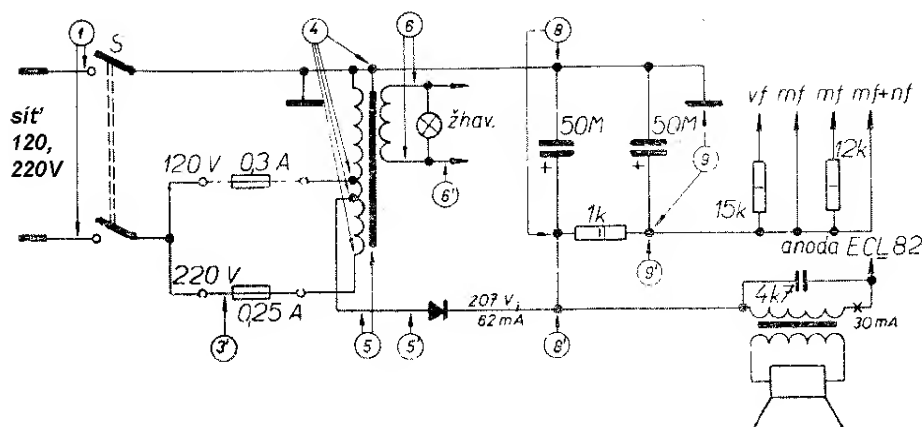 1
S
4
6
8
8
síť
120,
220V
120 V
0,3 A
žhav.
6'
50M
+
50M
+
9
vf
mf
mf
mf+nf
12k
15k
1k
9'
anoda ECL 82
220 V
0,25 A
3'
5
5'
207 V;
62 mA
8'
4k7
30 mA